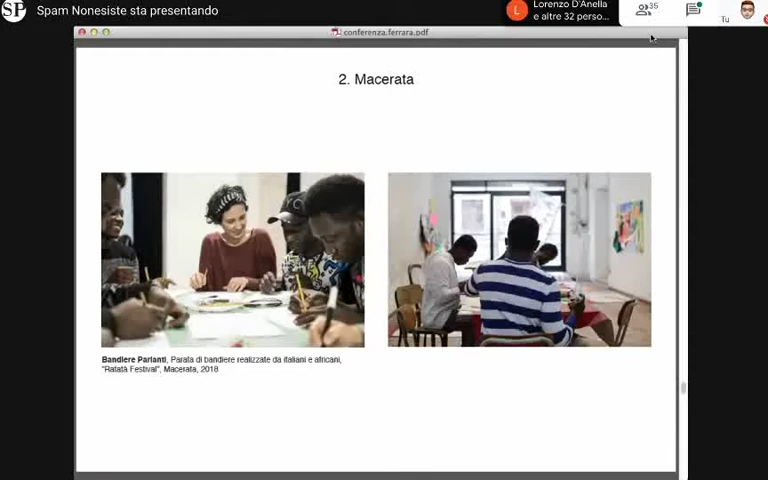 SP
Spam Nonesiste sta presentando
L
Lorenzo D'Anella
e altre 32 perso...
35
Tu
conferenza.ferrara.pdf
2. Macerata
Bandiere Parlanti, Parata di bandiere realizzate da italiani e africani,
"Ratatà Festival", Macerata, 2018